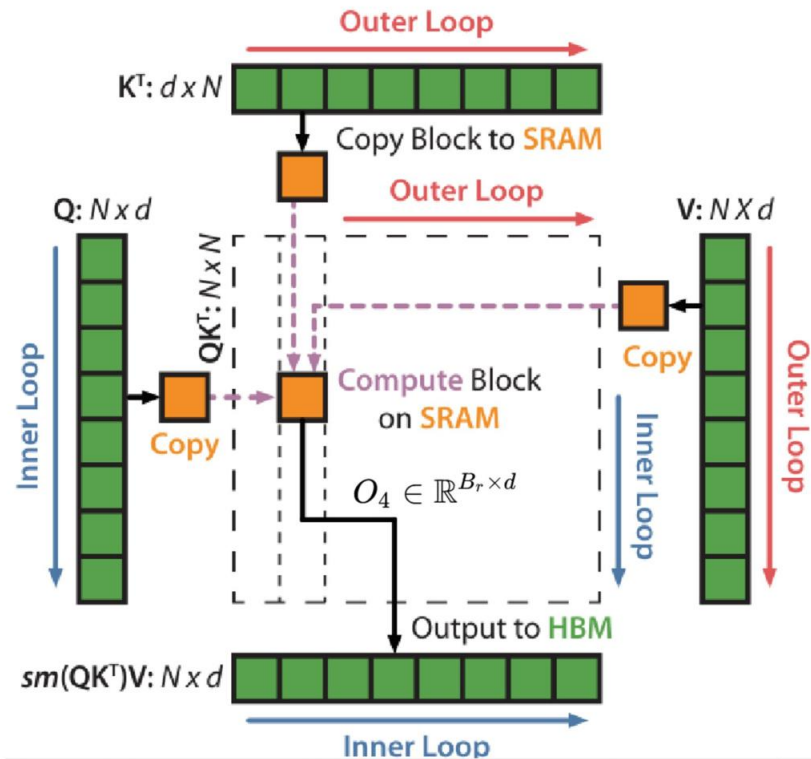 Outer Loop
Kᵀ: d x N
Copy Block to SRAM
Outer Loop
Q: N x d
V: N X d
QKᵀ: N x N
Inner Loop
Copy
Compute Block
on SRAM
Copy
Inner Loop
Outer Loop
O₄ ∈ ℝ^{B_r × d}
Output to HBM
sm(QKᵀ)V: N x d
Inner Loop